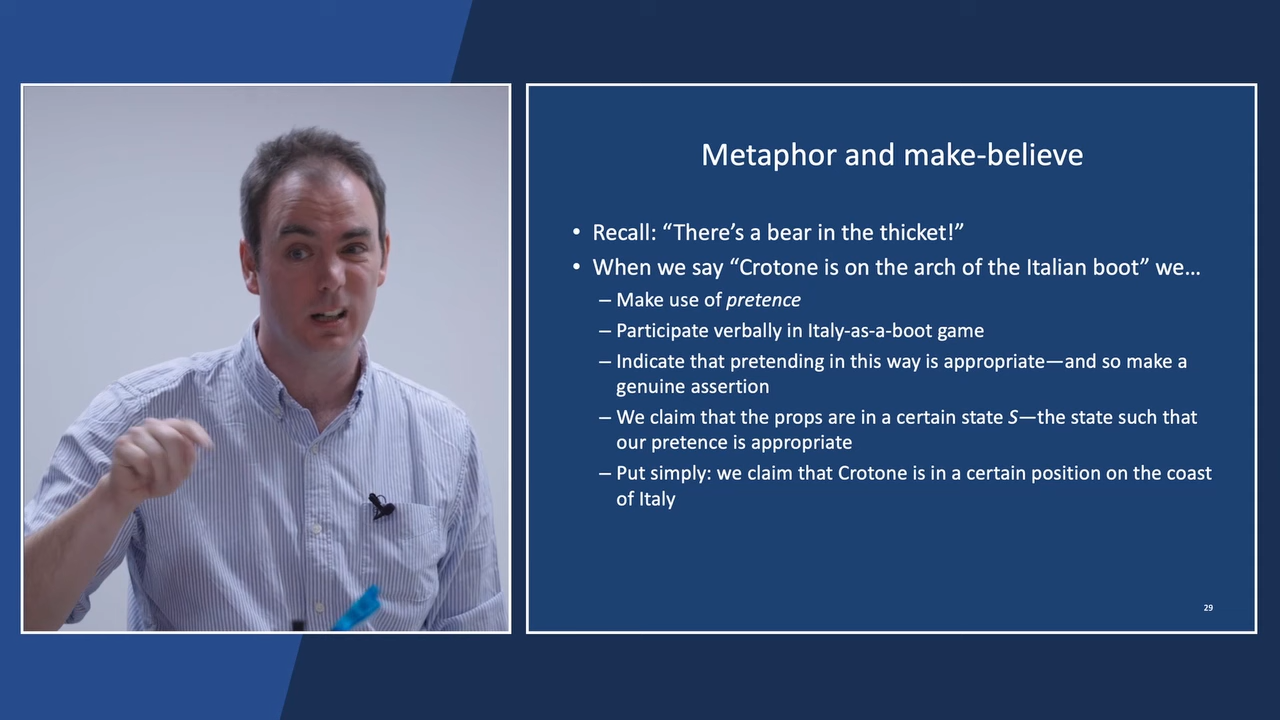 Metaphor and make-believe
• Recall: “There’s a bear in the thicket!”
• When we say “Crotone is on the arch of the Italian boot” we…
– Make use of pretence
– Participate verbally in Italy-as-a-boot game
– Indicate that pretending in this way is appropriate—and so make a
genuine assertion
– We claim that the props are in a certain state S—the state such that
our pretence is appropriate
– Put simply: we claim that Crotone is in a certain position on the coast
of Italy
29